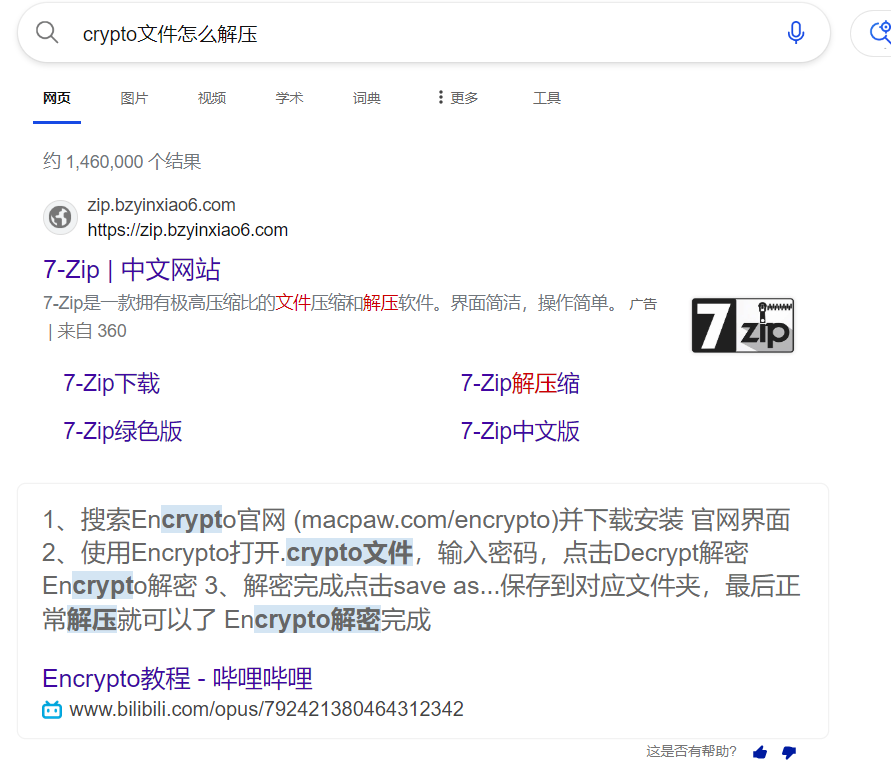 crypto文件怎么解压
网页 图片 视频 学术 词典 更多 工具
约 1,460,000 个结果
zip.bzyinxiao6.com
https://zip.bzyinxiao6.com
7-Zip | 中文网站
7-Zip是一款拥有极高压缩比的文件压缩和解压软件。界面简洁，操作简单。 广告
| 来自 360
7 zip
7-Zip下载 7-Zip解压缩
7-Zip绿色版 7-Zip中文版
1、搜索Encrypto官网 (macpaw.com/encrypto)并下载安装 官网界面
2、使用Encrypto打开.crypto文件，输入密码，点击Decrypt解密
Encrypto解密 3、解密完成点击save as...保存到对应文件夹，最后正
常解压就可以了 Encrypto解密完成
Encrypto教程 - 哔哩哔哩
www.bilibili.com/opus/792421380464312342
这是否有帮助?